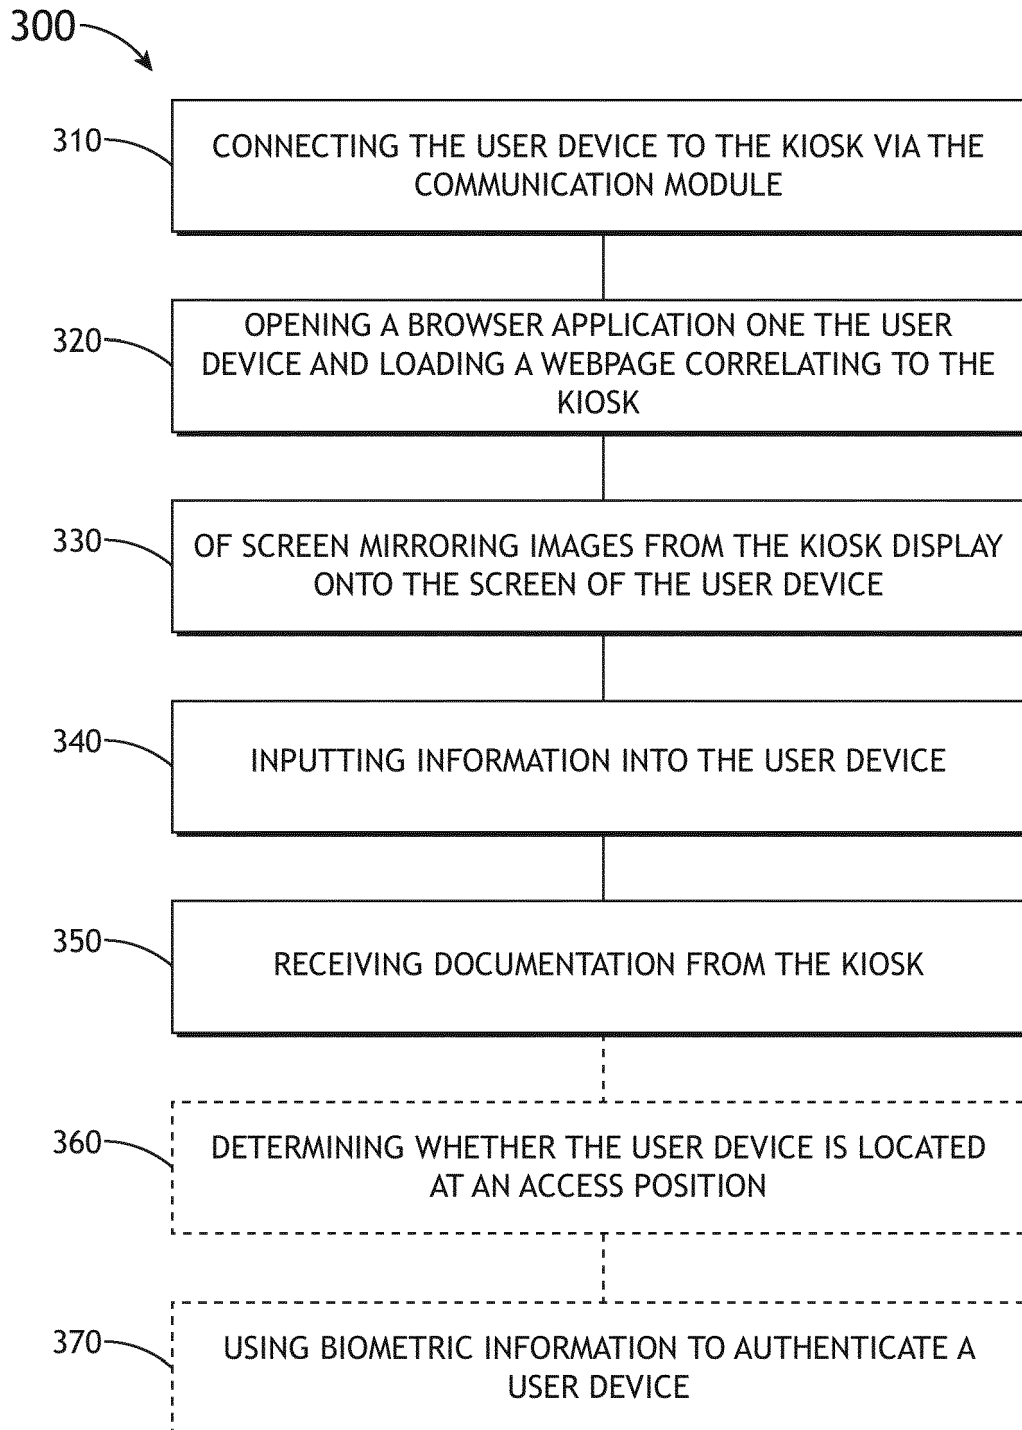 300
310
CONNECTING THE USER DEVICE TO THE KIOSK VIA THE
COMMUNICATION MODULE
320
OPENING A BROWSER APPLICATION ONE THE USER
DEVICE AND LOADING A WEBPAGE CORRELATING TO THE
KIOSK
330
OF SCREEN MIRRORING IMAGES FROM THE KIOSK DISPLAY
ONTO THE SCREEN OF THE USER DEVICE
340
INPUTTING INFORMATION INTO THE USER DEVICE
350
RECEIVING DOCUMENTATION FROM THE KIOSK
360
DETERMINING WHETHER THE USER DEVICE IS LOCATED
AT AN ACCESS POSITION
370
USING BIOMETRIC INFORMATION TO AUTHENTICATE A
USER DEVICE